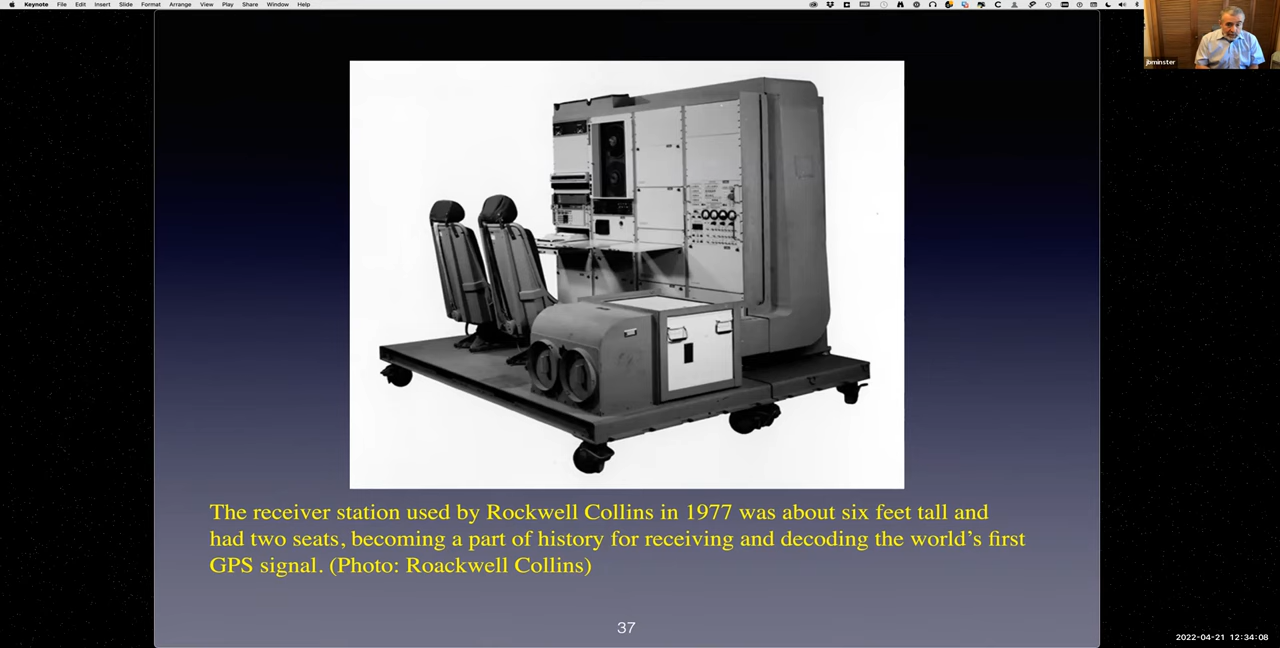 Keynote File Edit Insert Slide Format Arrange View Play Share Window Help
jbminster
The receiver station used by Rockwell Collins in 1977 was about six feet tall and
had two seats, becoming a part of history for receiving and decoding the world’s first
GPS signal. (Photo: Roackwell Collins)
37
2022-04-21 12:34:08